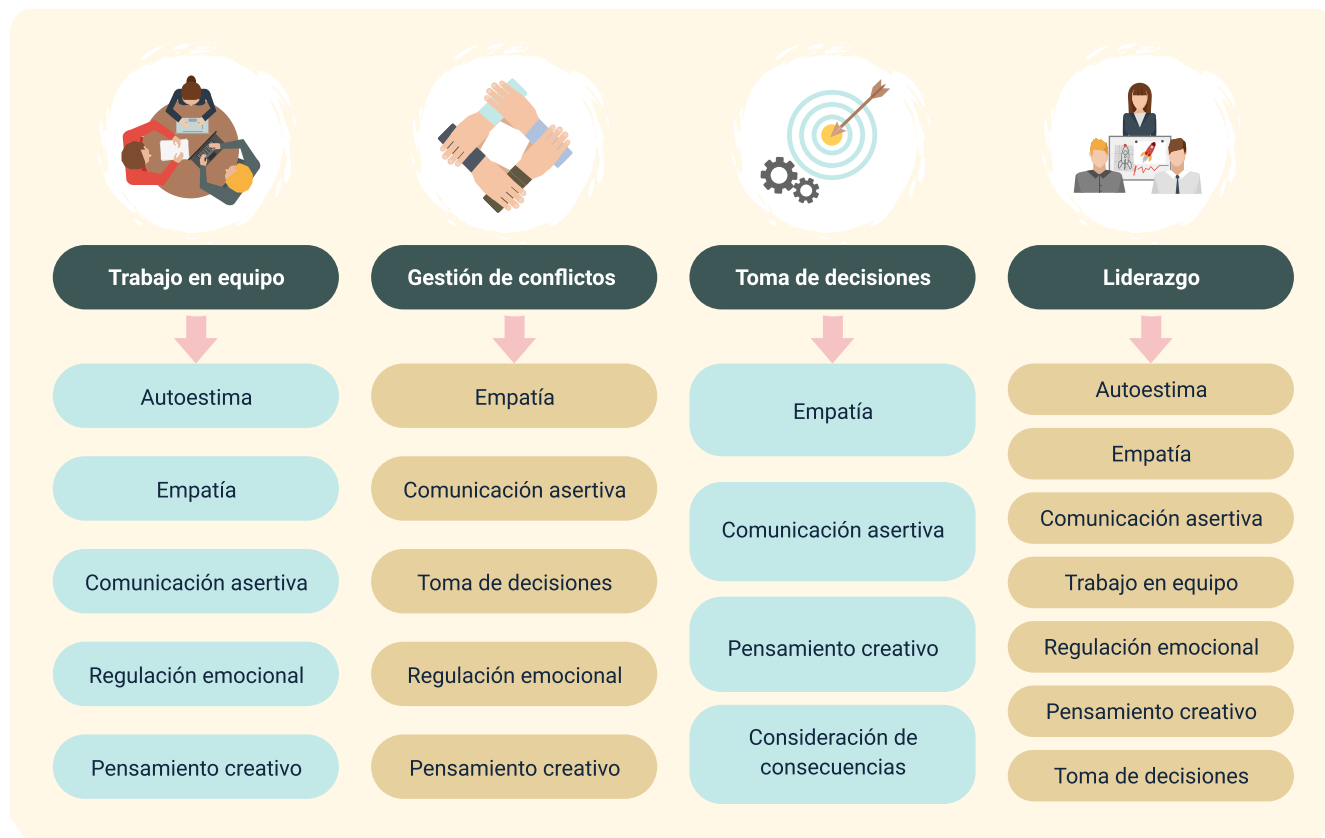 Trabajo en equipo
Autoestima
Empatía
Comunicación asertiva
Regulación emocional
Pensamiento creativo
Gestión de conflictos
Empatía
Comunicación asertiva
Toma de decisiones
Regulación emocional
Pensamiento creativo
Toma de decisiones
Empatía
Comunicación asertiva
Pensamiento creativo
Consideración de
consecuencias
Liderazgo
Autoestima
Empatía
Comunicación asertiva
Trabajo en equipo
Regulación emocional
Pensamiento creativo
Toma de decisiones